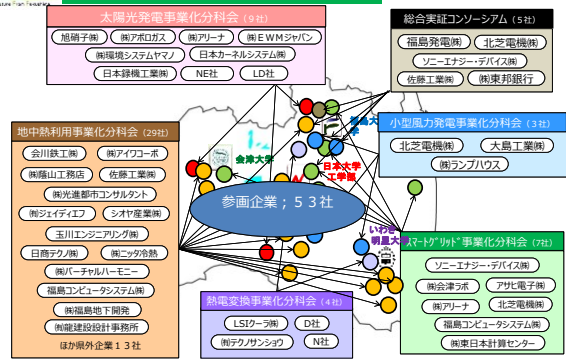 太陽光発電事業化分科会（９社）
旭硝子㈱
㈱アポロガス
㈱アリーナ
㈱ＥＷＭジャパン
㈱環境システムヤマノ
日本カーネルシステム㈱
日本録機工業㈱
NE社
LD社
総合実証コンソーシアム（５社）
福島発電㈱
北芝電機㈱
ソニーエナジー・デバイス㈱
佐藤工業㈱
㈱東邦銀行
小型風力発電事業化分科会（３社）
北芝電機㈱
大島工業㈱
㈱ランプハウス
地中熱利用事業化分科会（29社）
会川鉄工㈱
㈱アイワコーポ
㈱蔭山工務店
佐藤工業㈱
㈱光進都市コンサルタント
㈲ジェイディエフ
シオヤ産業㈱
玉川エンジニアリング㈱
日商テクノ㈱
㈱ニッタ冷熱
㈱バーチャルハーモニー
福島コンピュータシステム㈱
㈱福島地下開発
㈲龍建設設計事務所
ほか県外企業１３社
福島大学
会津大学
日本大学
工学部
参画企業；５３社
いわき
明星大学
スマートグリッド事業化分科会（7社）
ソニーエナジー・デバイス㈱
㈱会津ラボ
アサヒ電子㈱
㈱アリーナ
北芝電機㈱
福島コンピュータシステム㈱
㈱東日本計算センター
熱電変換事業化分科会（４社）
LSIクーラ㈱
D社
㈲テクノサンショウ
N社